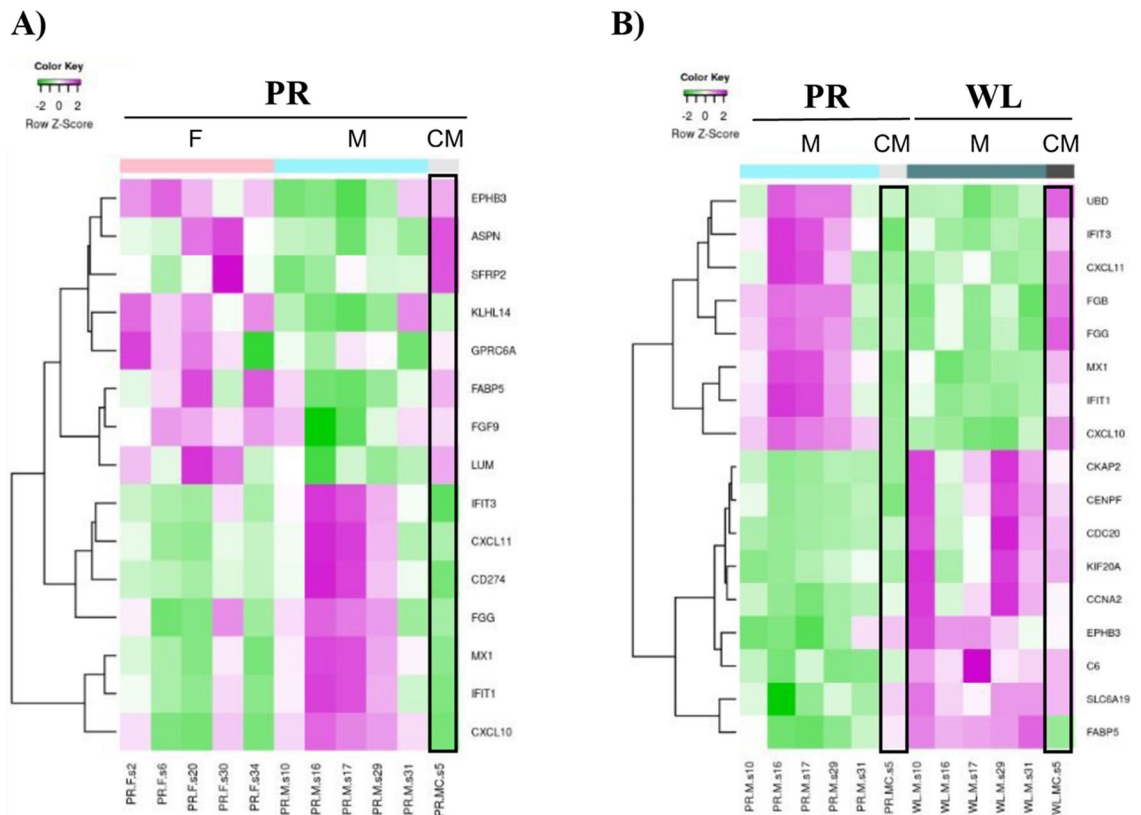 A)
Color Key
-2 0 2
Row Z-Score
PR
F M CM
EPHB3
ASPN
SFRP2
KLHL14
GPRC6A
FABP5
FGF9
LUM
IFIT3
CXCL11
CD274
FGG
MX1
IFIT1
CXCL10
PR.F.s2
PR.F.s6
PR.F.s20
PR.F.s30
PR.F.s34
PR.M.s10
PR.M.s16
PR.M.s17
PR.M.s29
PR.M.s31
PR.MC.s5
B)
Color Key
-2 0 2
Row Z-Score
PR WL
M CM M CM
UBD
IFIT3
CXCL11
FGB
FGG
MX1
IFIT1
CXCL10
CKAP2
CENPF
CDC20
KIF20A
CCNA2
EPHB3
C6
SLC6A19
FABP5
PR.M.s10
PR.M.s16
PR.M.s17
PR.M.s29
PR.M.s31
PR.MC.s5
WL.M.s10
WL.M.s16
WL.M.s17
WL.M.s29
WL.M.s31
WL.MC.s5